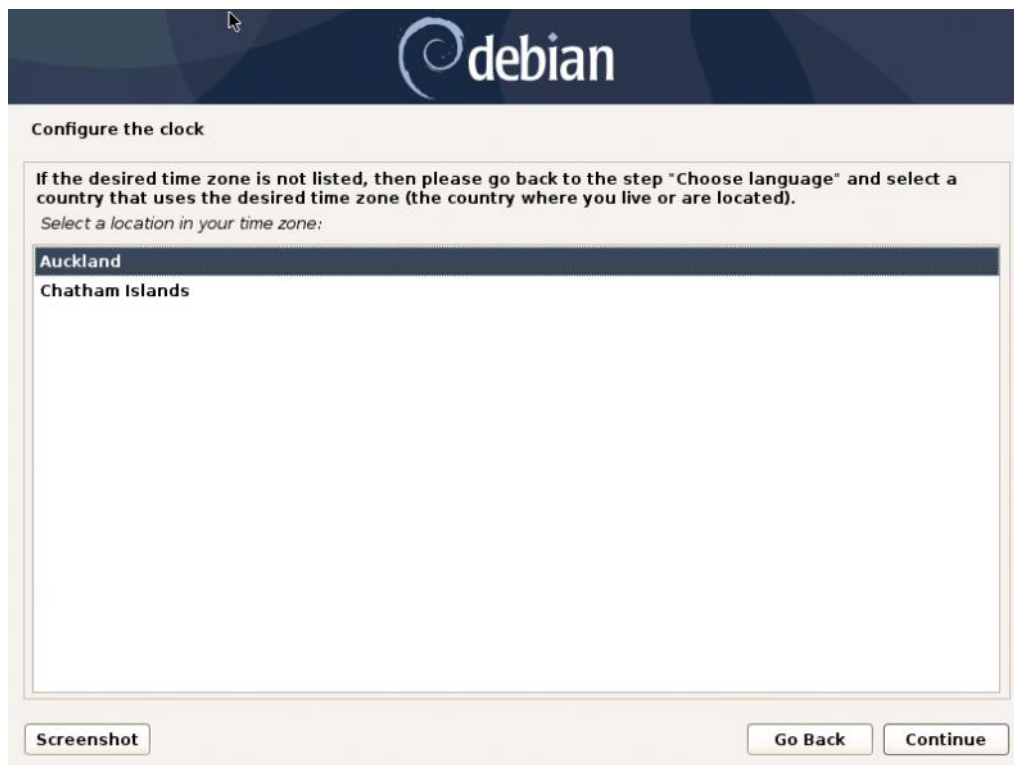 debian
Configure the clock
If the desired time zone is not listed, then please go back to the step "Choose language" and select a
country that uses the desired time zone (the country where you live or are located).
Select a location in your time zone:
Auckland
Chatham Islands
Screenshot
Go Back
Continue